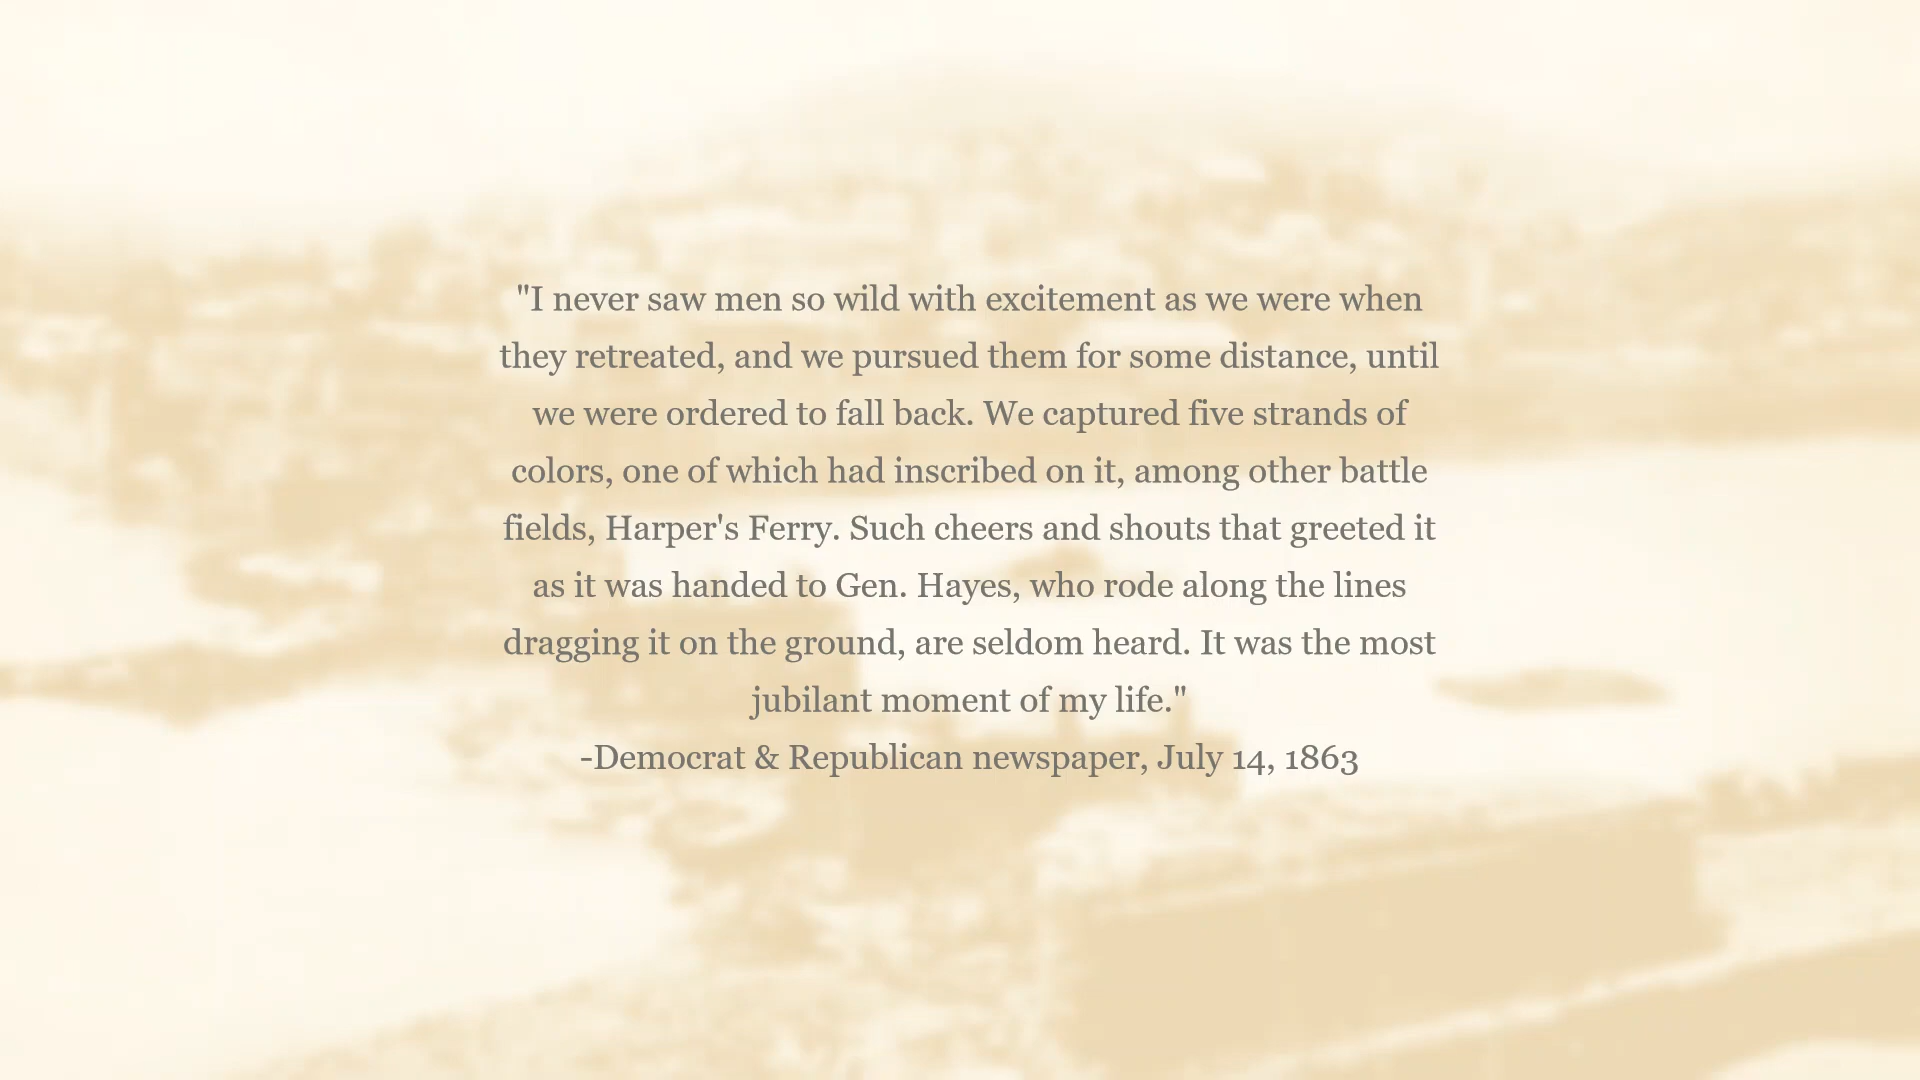 "I never saw men so wild with excitement as we were when
they retreated, and we pursued them for some distance, until
we were ordered to fall back. We captured five strands of
colors, one of which had inscribed on it, among other battle
fields, Harper's Ferry. Such cheers and shouts that greeted it
as it was handed to Gen. Hayes, who rode along the lines
dragging it on the ground, are seldom heard. It was the most
jubilant moment of my life."
-Democrat & Republican newspaper, July 14, 1863